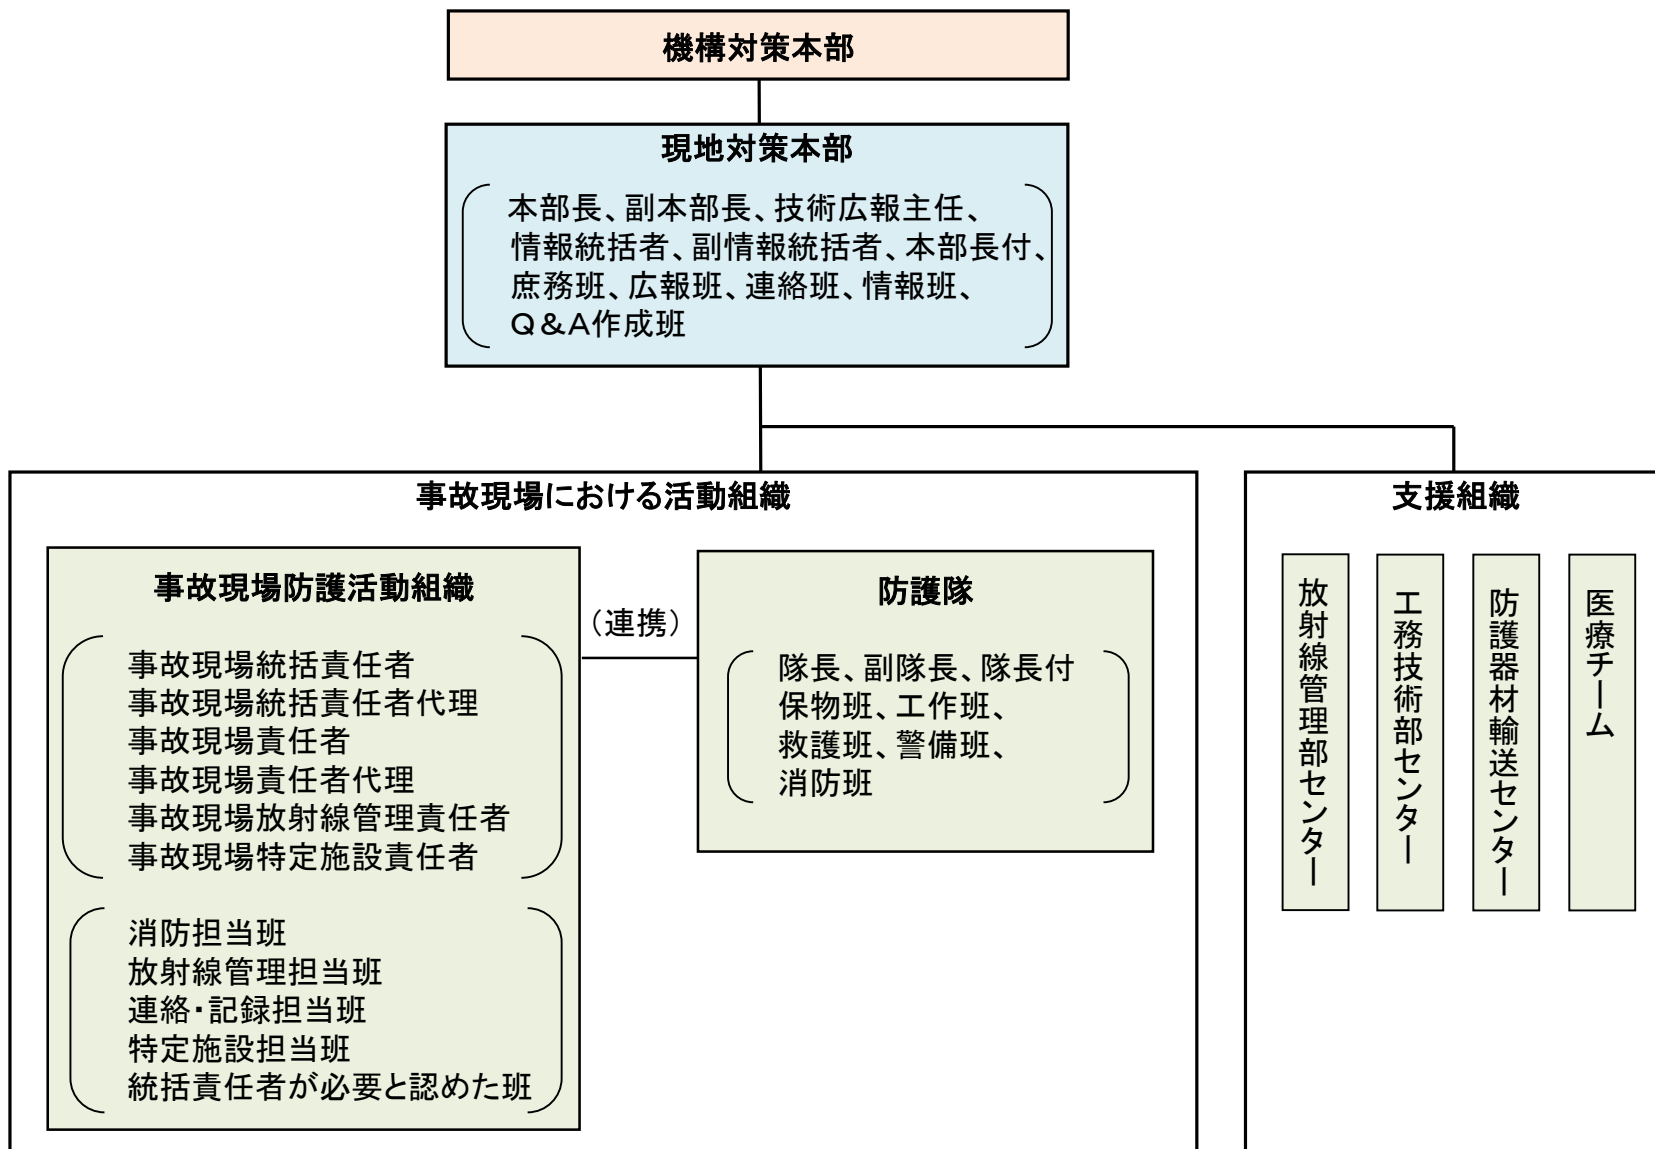 機構対策本部
現地対策本部
本部長、副本部長、技術広報主任、
情報統括者、副情報統括者、本部長付、
庶務班、広報班、連絡班、情報班、
Q&A作成班
事故現場における活動組織
事故現場防護活動組織
事故現場統括責任者
事故現場統括責任者代理
事故現場責任者
事故現場責任者代理
事故現場放射線管理責任者
事故現場特定施設責任者
消防担当班
放射線管理担当班
連絡・記録担当班
特定施設担当班
統括責任者が必要と認めた班
（連携）
防護隊
隊長、副隊長、隊長付
保物班、工作班、
救護班、警備班、
消防班
支援組織
放射線管理部センター
工務技術部センター
防護器材輸送センター
医療チーム